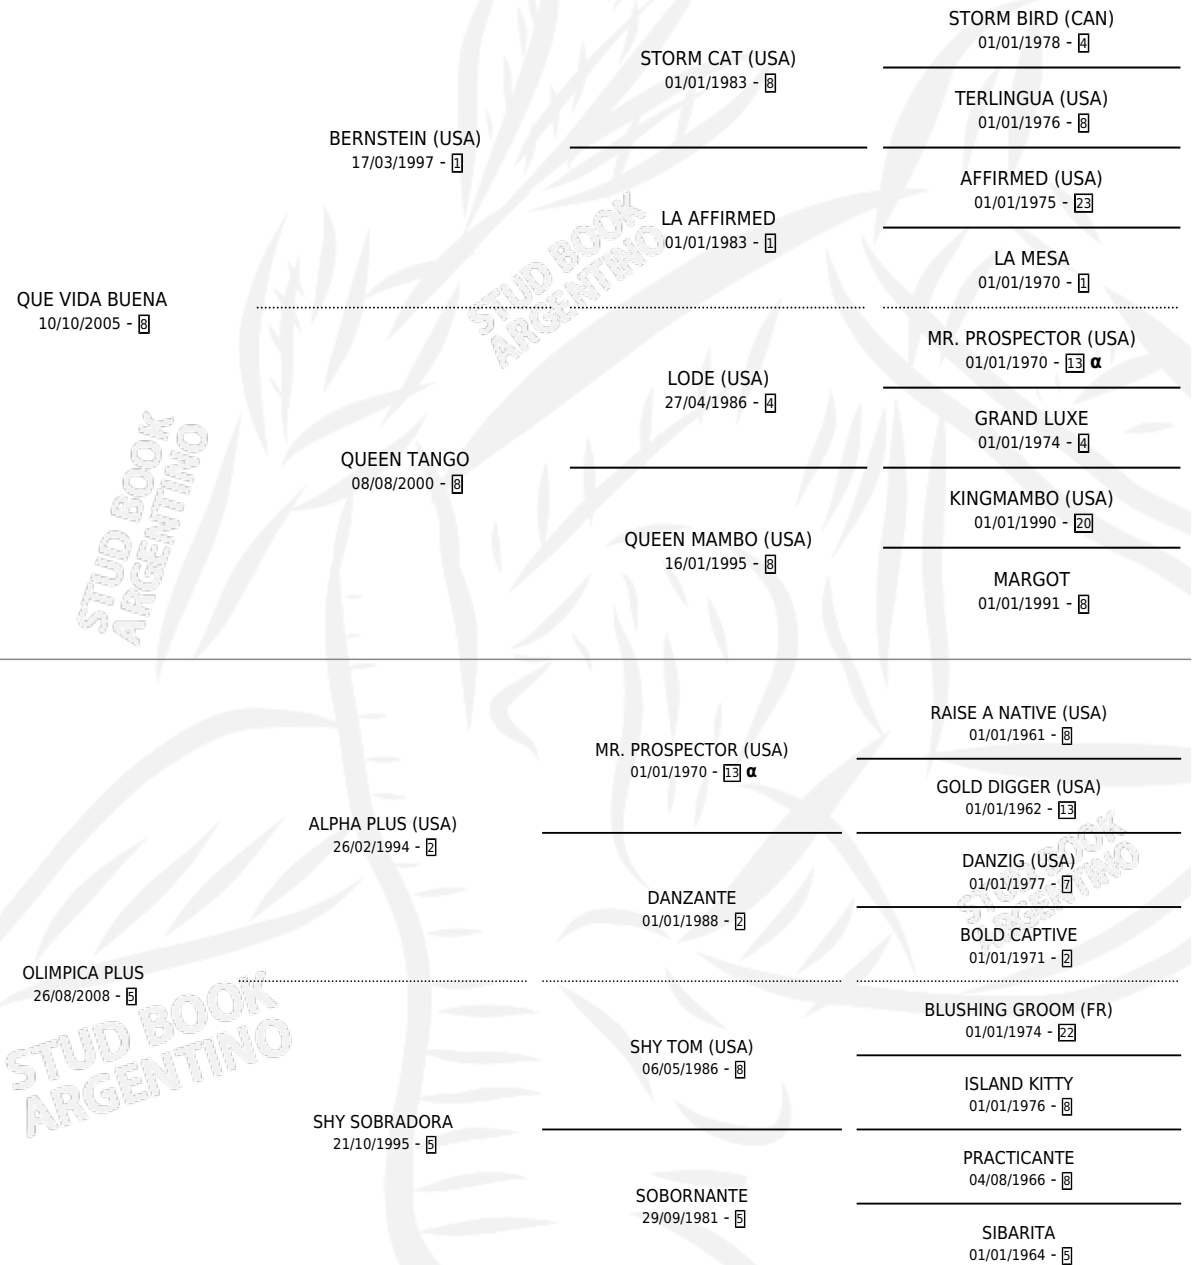 STORM BIRD (CAN)
01/01/1978 - 4
STORM CAT (USA)
01/01/1983 - 8
TERLINGUA (USA)
01/01/1976 - 8
BERNSTEIN (USA)
17/03/1997 - 1
AFFIRMED (USA)
01/01/1975 - 23
LA AFFIRMED
01/01/1983 - 1
LA MESA
01/01/1970 - 1
QUE VIDA BUENA
10/10/2005 - 8
MR. PROSPECTOR (USA)
01/01/1970 - 13 α
LODE (USA)
27/04/1986 - 4
GRAND LUXE
01/01/1974 - 4
QUEEN TANGO
08/08/2000 - 8
KINGMAMBO (USA)
01/01/1990 - 20
QUEEN MAMBO (USA)
16/01/1995 - 8
MARGOT
01/01/1991 - 8
STUD BOOK
ARGENTINO
STUD BOOK
ARGENTINO
RAISE A NATIVE (USA)
01/01/1961 - 8
MR. PROSPECTOR (USA)
01/01/1970 - 13 α
GOLD DIGGER (USA)
01/01/1962 - 13
ALPHA PLUS (USA)
26/02/1994 - 2
DANZIG (USA)
01/01/1977 - 7
DANZANTE
01/01/1988 - 2
BOLD CAPTIVE
01/01/1971 - 2
STUD BOOK
ARGENTINO
OLIMPICA PLUS
26/08/2008 - 5
BLUSHING GROOM (FR)
01/01/1974 - 22
SHY TOM (USA)
06/05/1986 - 8
ISLAND KITTY
01/01/1976 - 8
SHY SOBRADORA
21/10/1995 - 5
PRACTICANTE
04/08/1966 - 8
SOBORNANTE
29/09/1981 - 5
SIBARITA
01/01/1964 - 5
STUD BOOK
ARGENTINO